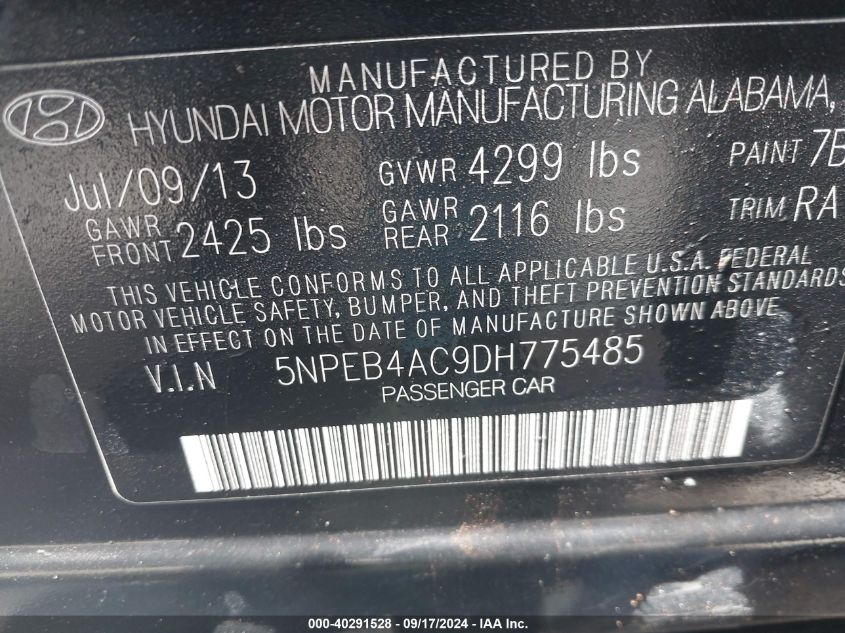 MANUFACTURED BY
HYUNDAI MOTOR MANUFACTURING ALABAMA,
Jul/09/13 GVWR 4299 lbs PAINT 7B
GAWR FRONT 2425 lbs GAWR REAR 2116 lbs TRIM RA
THIS VEHICLE CONFORMS TO ALL APPLICABLE U.S.A. FEDERAL
MOTOR VEHICLE SAFETY, BUMPER, AND THEFT PREVENTION STANDARDS
IN EFFECT ON THE DATE OF MANUFACTURE SHOWN ABOVE
V.I.N 5NPEB4AC9DH775485
PASSENGER CAR
000-40291528 - 09/17/2024 - IAA Inc.